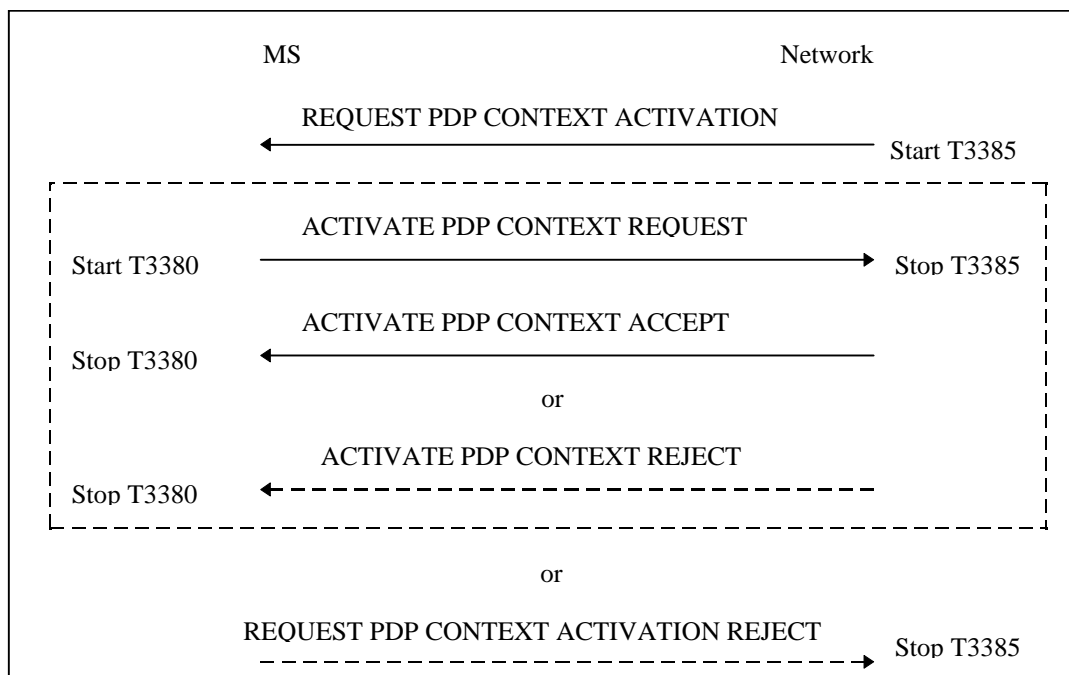 MS Network
REQUEST PDP CONTEXT ACTIVATION
Start T3385
ACTIVATE PDP CONTEXT REQUEST
Start T3380 Stop T3385
ACTIVATE PDP CONTEXT ACCEPT
Stop T3380
or
ACTIVATE PDP CONTEXT REJECT
Stop T3380
or
REQUEST PDP CONTEXT ACTIVATION REJECT
Stop T3385